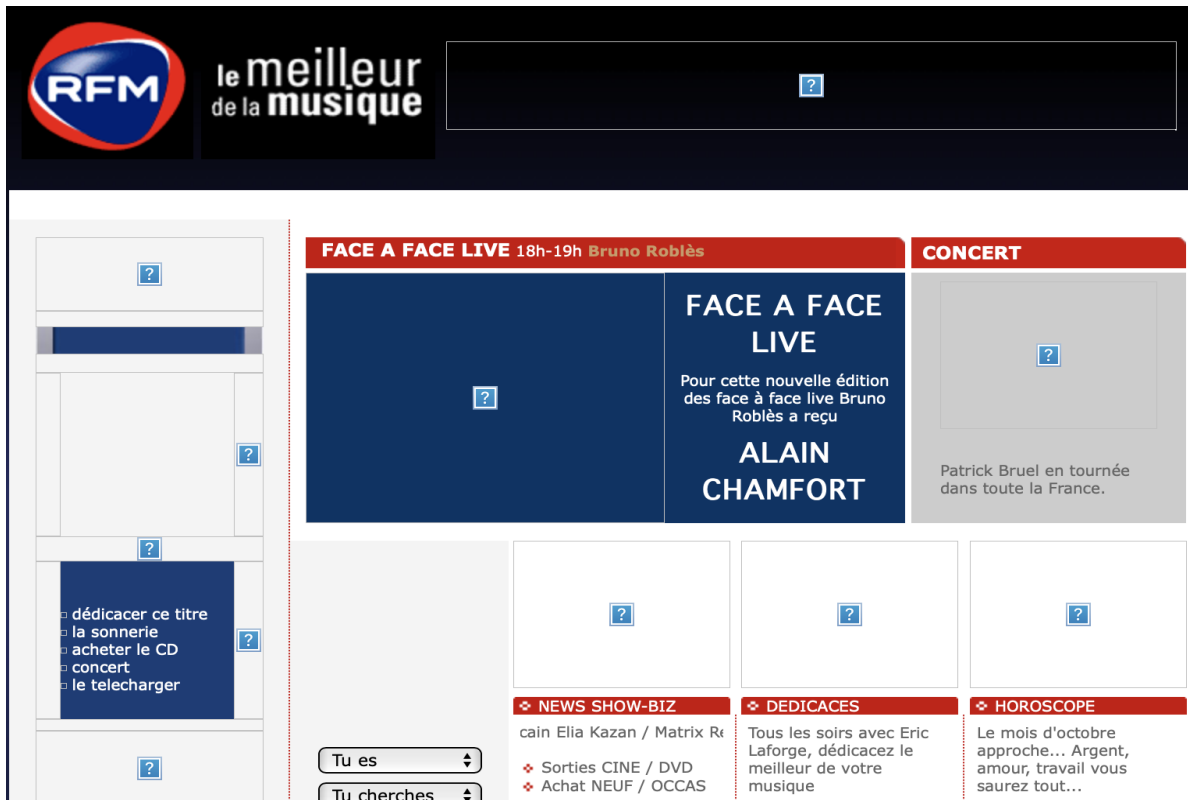 RFM
le meilleur
de la musique
FACE A FACE LIVE 18h-19h Bruno Roblès
CONCERT
FACE A FACE
LIVE
Pour cette nouvelle édition
des face à face live Bruno
Roblès a reçu
ALAIN
CHAMFORT
Patrick Bruel en tournée
dans toute la France.
dédicacer ce titre
la sonnerie
acheter le CD
concert
le telecharger
Tu es
Tu cherches
NEWS SHOW-BIZ
cain Elia Kazan / Matrix Re
Sorties CINE / DVD
Achat NEUF / OCCAS
DEDICACES
Tous les soirs avec Eric
Laforge, dédicacez le
meilleur de votre
musique
HOROSCOPE
Le mois d'octobre
approche... Argent,
amour, travail vous
saurez tout...